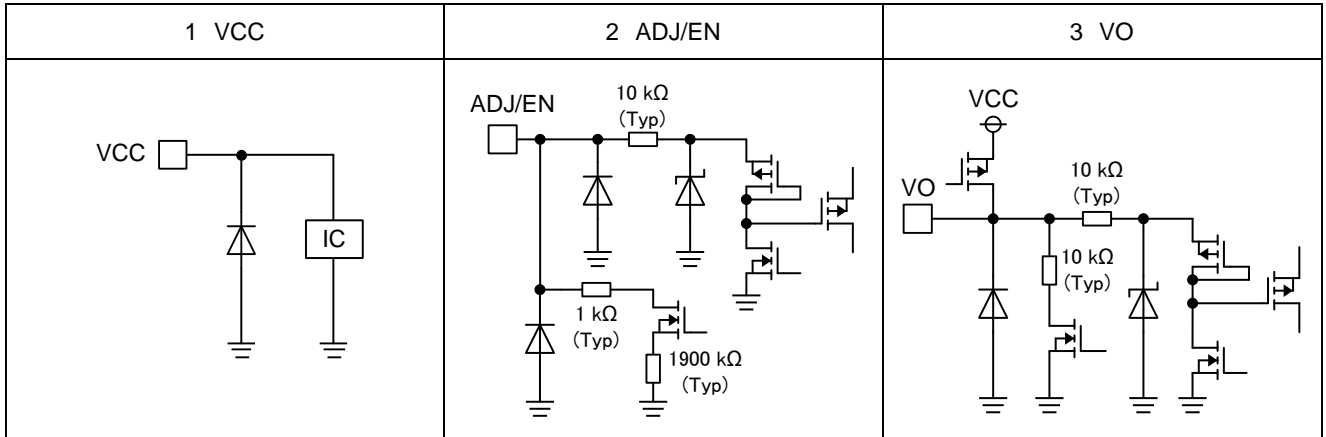 1 VCC
2 ADJ/EN
3 VO
VCC
IC
ADJ/EN
10 kΩ
(Typ)
1 kΩ
(Typ)
1900 kΩ
(Typ)
VCC
VO
10 kΩ
(Typ)
10 kΩ
(Typ)